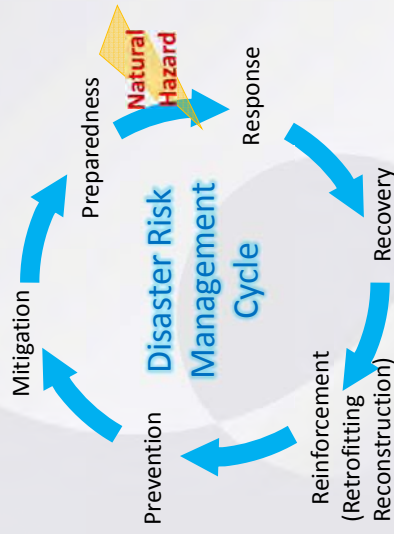 Mitigation
Preparedness
Natural
Hazard
Prevention
Disaster Risk
Management
Cycle
Response
Reinforcement
(Retrofitting
Reconstruction)
Recovery